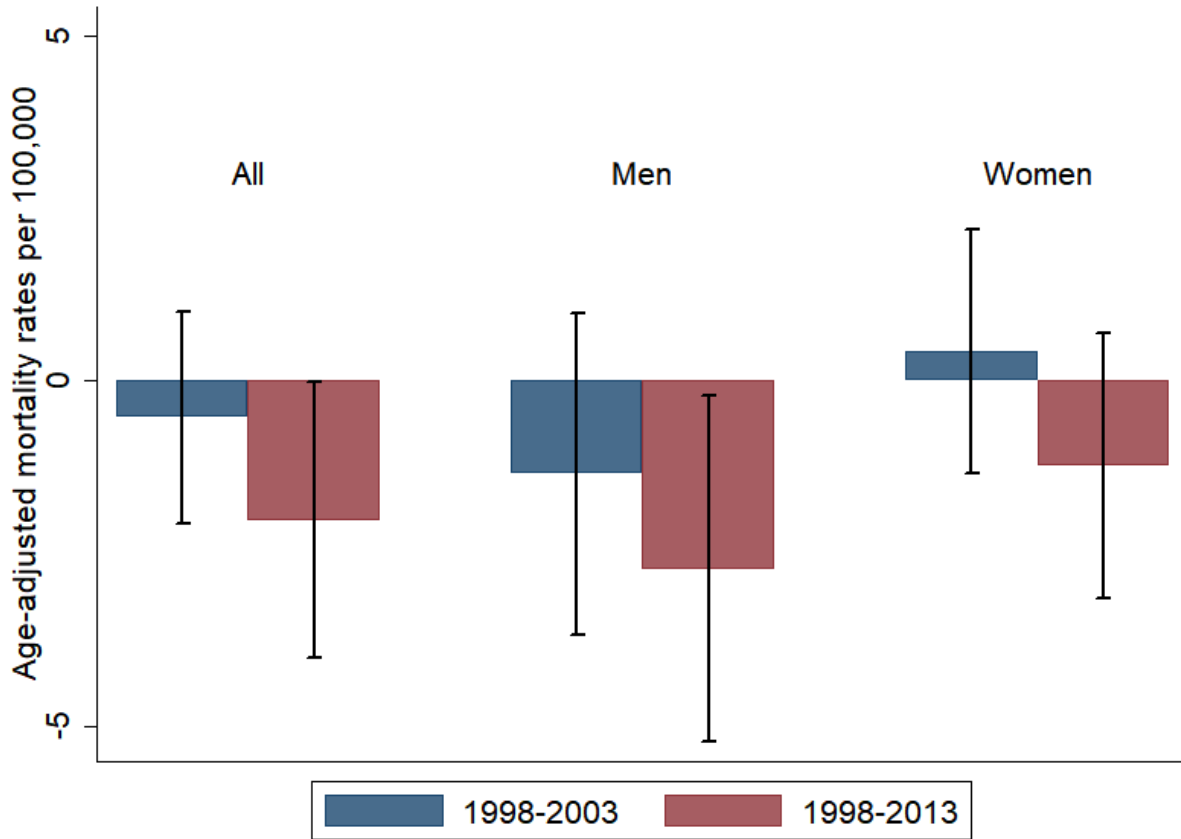 Age-adjusted mortality rates per 100,000
5
0
-5
All
Men
Women
1998-2003
1998-2013